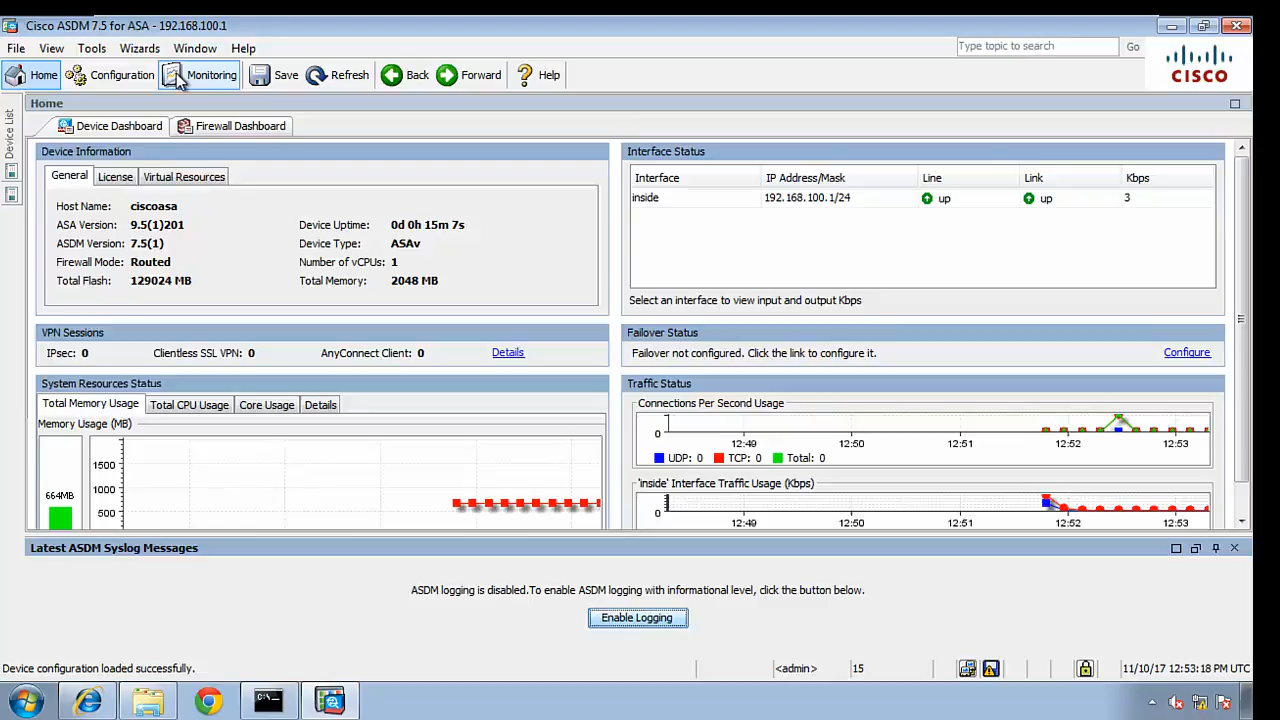 Cisco ASDM 7.5 for ASA - 192.168.100.1
File View Tools Wizards Window Help
Type topic to search Go
Home Configuration Monitoring Save Refresh Back Forward Help
CISCO
Home
Device List
Device Dashboard Firewall Dashboard
Device Information
General License Virtual Resources
Host Name: ciscoasa
ASA Version: 9.5(1)201 Device Uptime: 0d 0h 15m 7s
ASDM Version: 7.5(1) Device Type: ASAv
Firewall Mode: Routed Number of vCPUs: 1
Total Flash: 129024 MB Total Memory: 2048 MB
Interface Status
Interface IP Address/Mask Line Link Kbps
inside 192.168.100.1/24 up up 3
Select an interface to view input and output Kbps
VPN Sessions
IPsec: 0 Clientless SSL VPN: 0 AnyConnect Client: 0 Details
Failover Status
Failover not configured. Click the link to configure it. Configure
System Resources Status
Total Memory Usage Total CPU Usage Core Usage Details
Memory Usage (MB)
1500
1000
500
664MB
Traffic Status
Connections Per Second Usage
0
12:49 12:50 12:51 12:52 12:53
UDP: 0 TCP: 0 Total: 0
'inside' Interface Traffic Usage (Kbps)
0
12:49 12:50 12:51 12:52 12:53
Latest ASDM Syslog Messages
ASDM logging is disabled.To enable ASDM logging with informational level, click the button below.
Enable Logging
Device configuration loaded successfully. <admin> 15 11/10/17 12:53:18 PM UTC